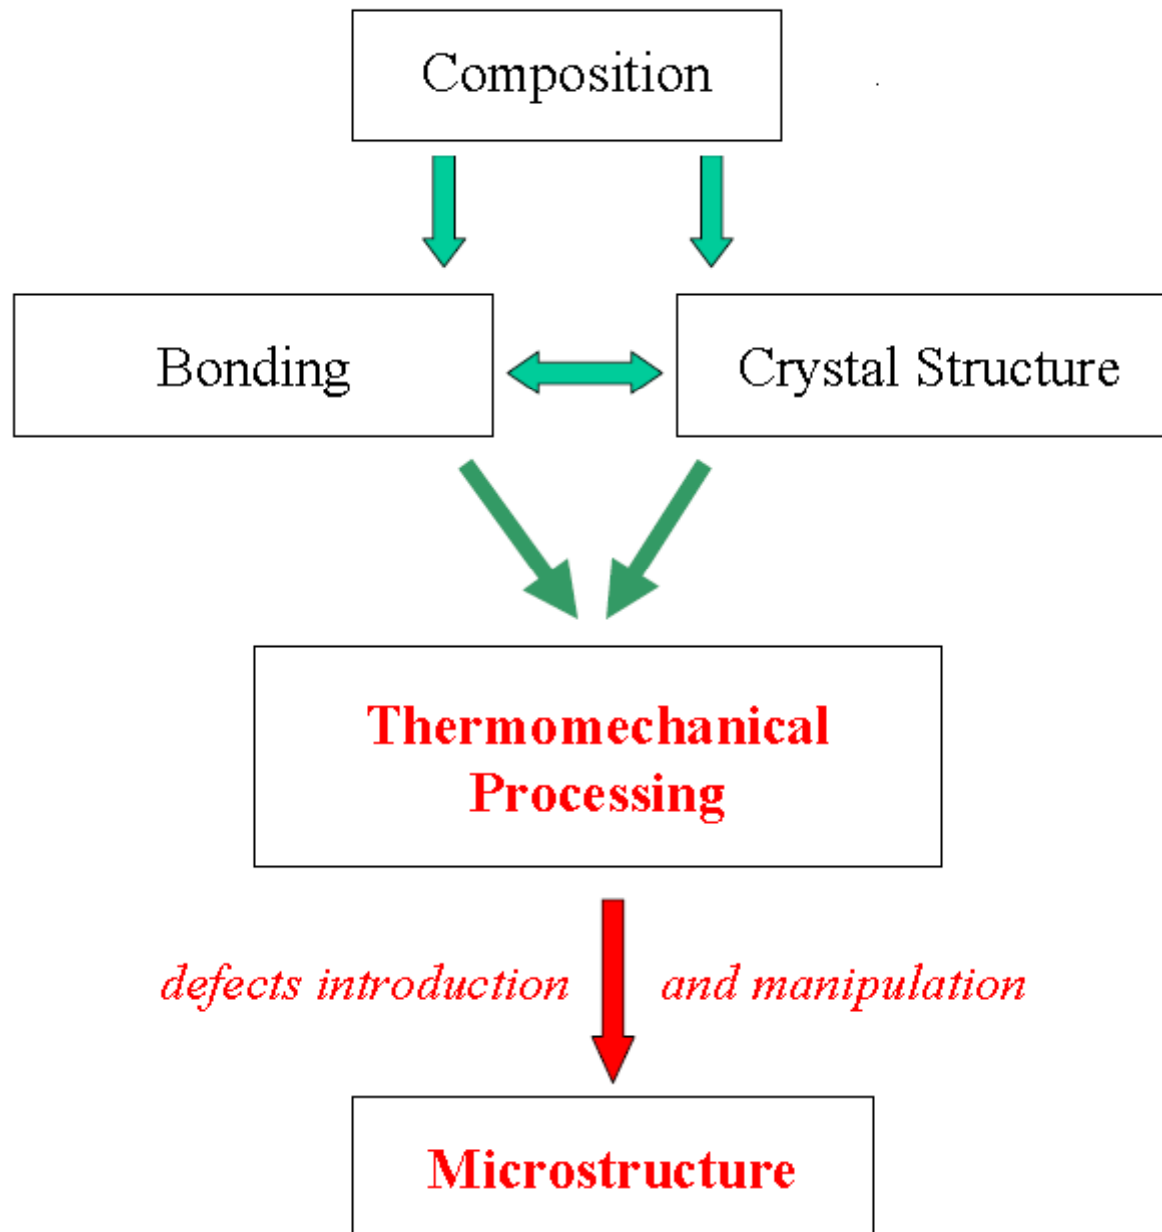 Composition
Bonding
Crystal Structure
Thermomechanical
Processing
defects introduction and manipulation
Microstructure